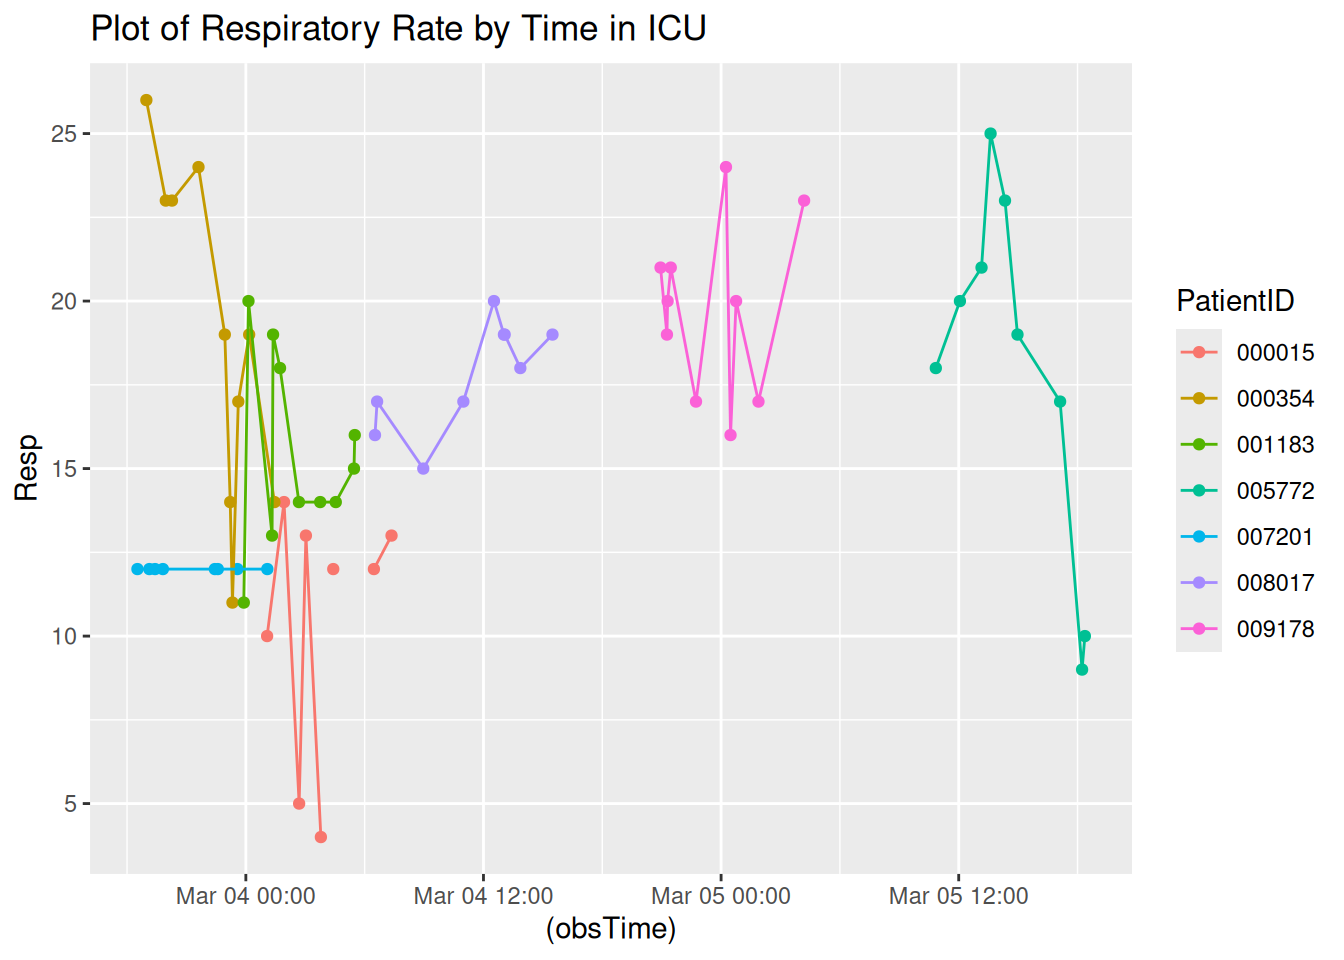 Plot of Respiratory Rate by Time in ICU
Resp
25
20
15
10
5
Mar 04 00:00
Mar 04 12:00
Mar 05 00:00
Mar 05 12:00
(obsTime)
PatientID
000015
000354
001183
005772
007201
008017
009178